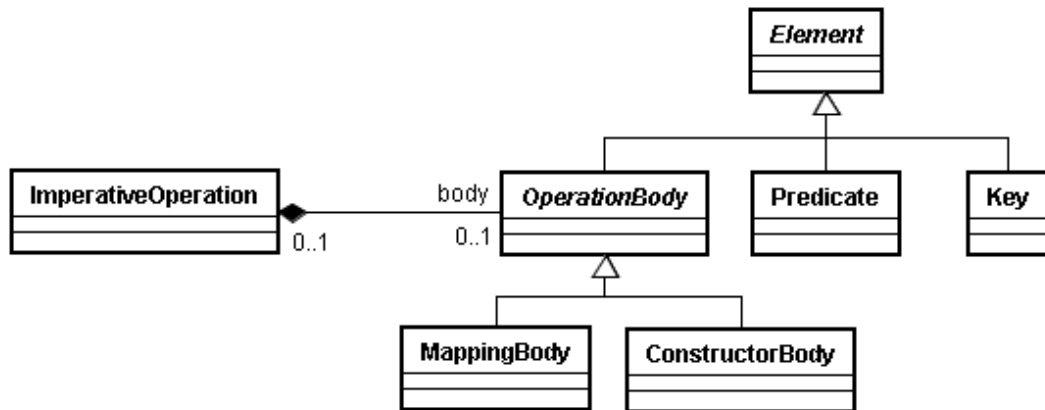 Element
ImperativeOperation
body
OperationBody
Predicate
Key
0..1
0..1
MappingBody
ConstructorBody